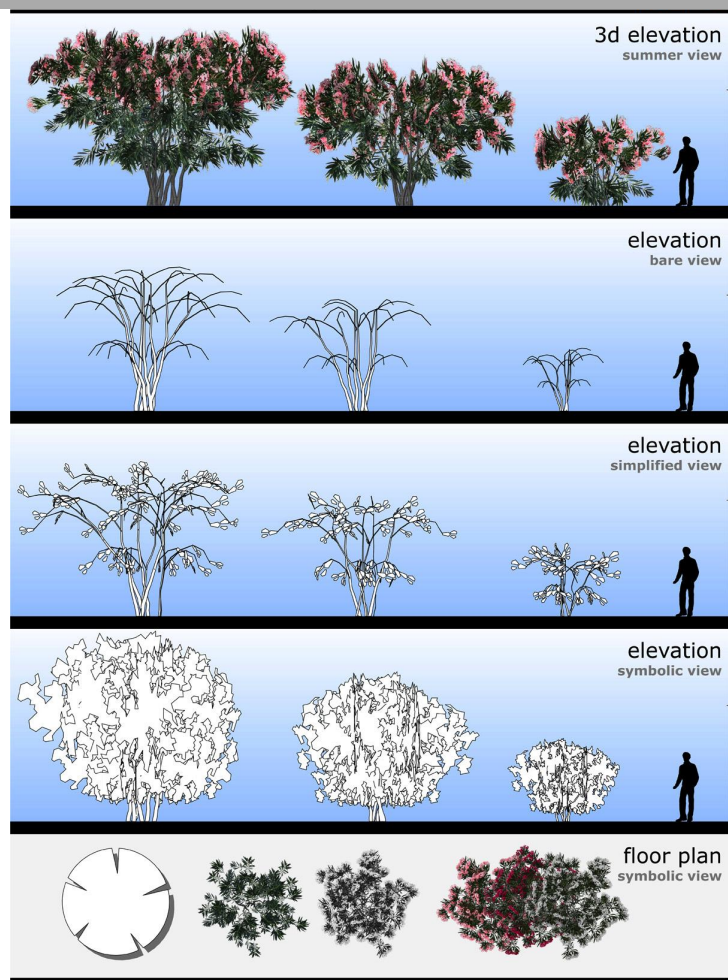 3d elevation
summer view
elevation
bare view
elevation
simplified view
elevation
symbolic view
floor plan
symbolic view